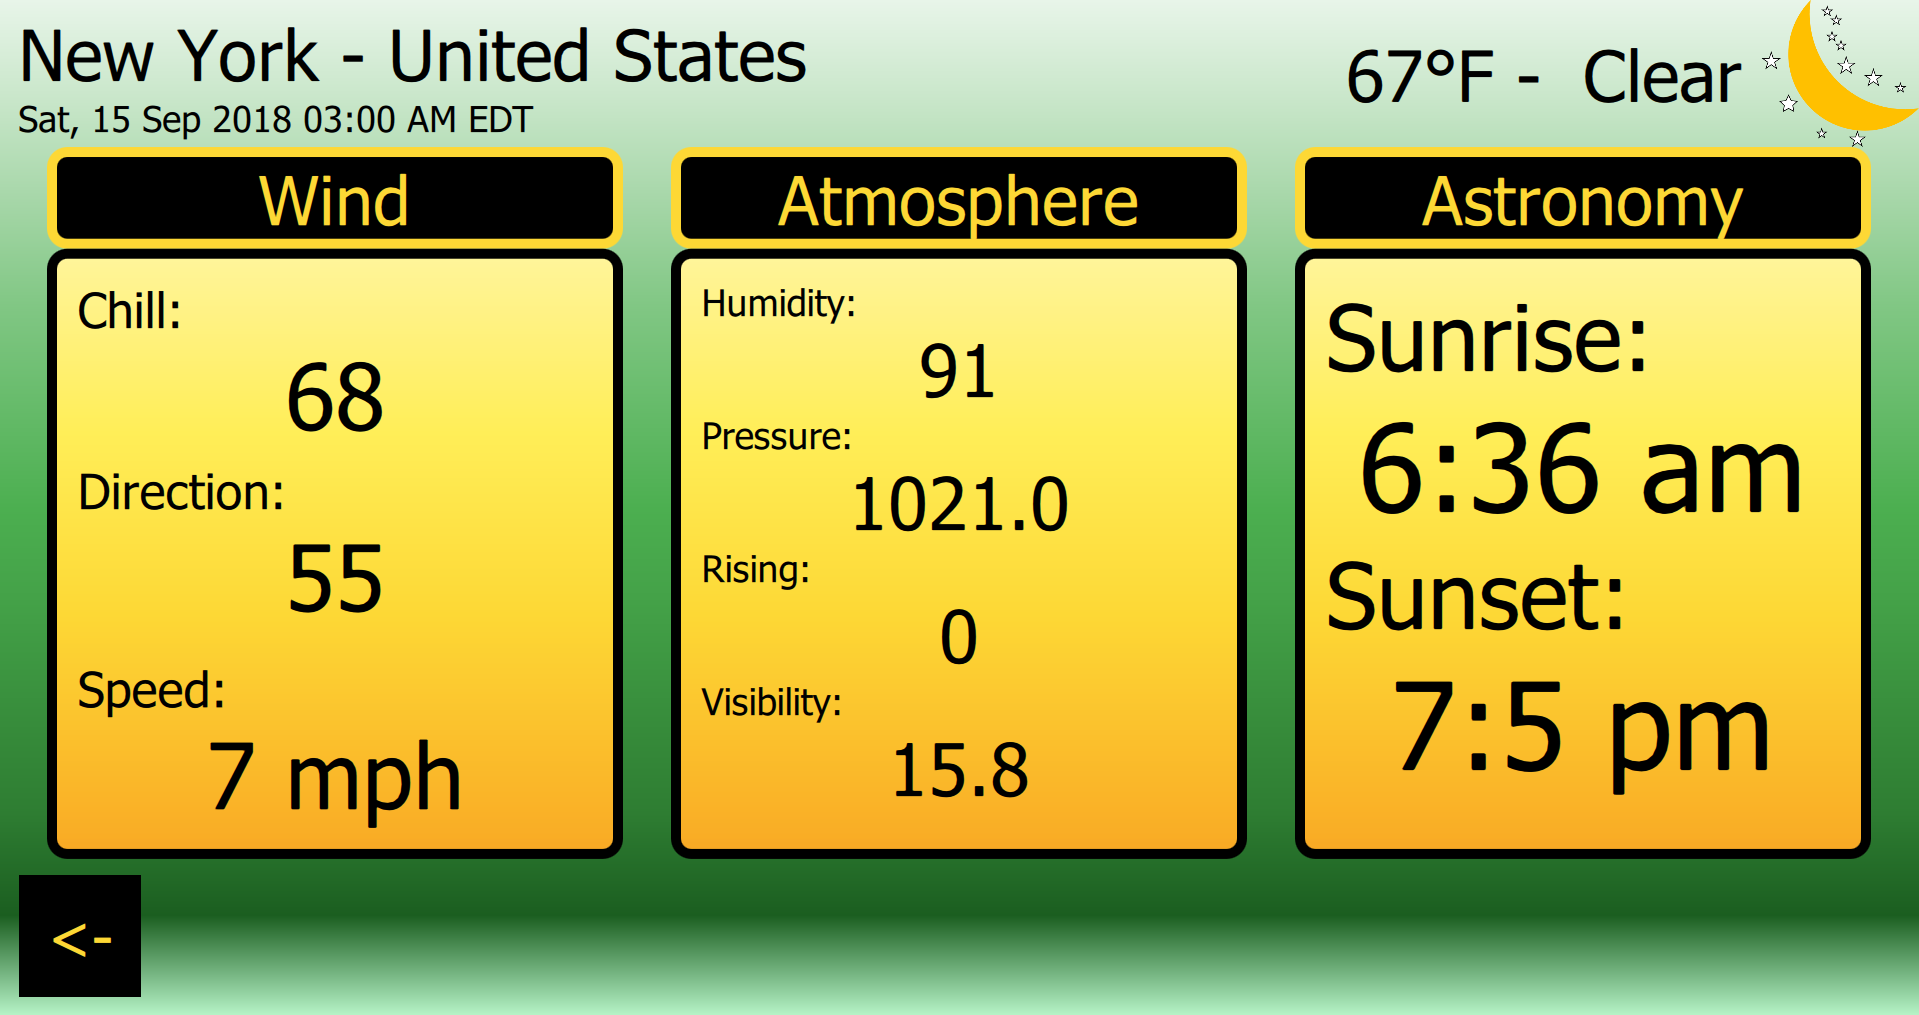 New York - United States
Sat, 15 Sep 2018 03:00 AM EDT
67°F -  Clear
Wind
Chill:
68
Direction:
55
Speed:
7 mph
Atmosphere
Humidity:
91
Pressure:
1021.0
Rising:
0
Visibility:
15.8
Astronomy
Sunrise:
6:36 am
Sunset:
7:5 pm
<-